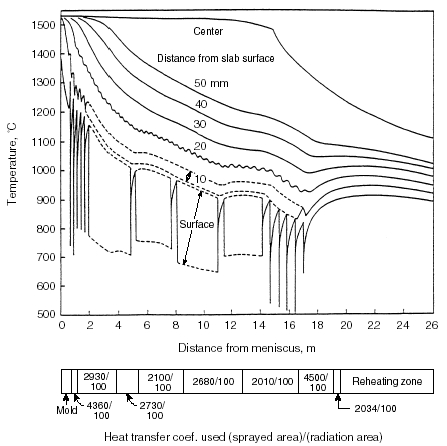 1500
1400
1300
1200
1100
1000
900
800
700
600
500
Temperature, °C
Center
Distance from slab surface
50 mm
40
30
20
10
Surface
0 2 4 6 8 10 12 14 16 18 20 22 24 26
Distance from meniscus, m
2930/
100
2100/
100
2680/100
2010/100
4500/
100
Reheating zone
Mold
4360/
100
2730/
100
2034/100
Heat transfer coef. used (sprayed area)/(radiation area)